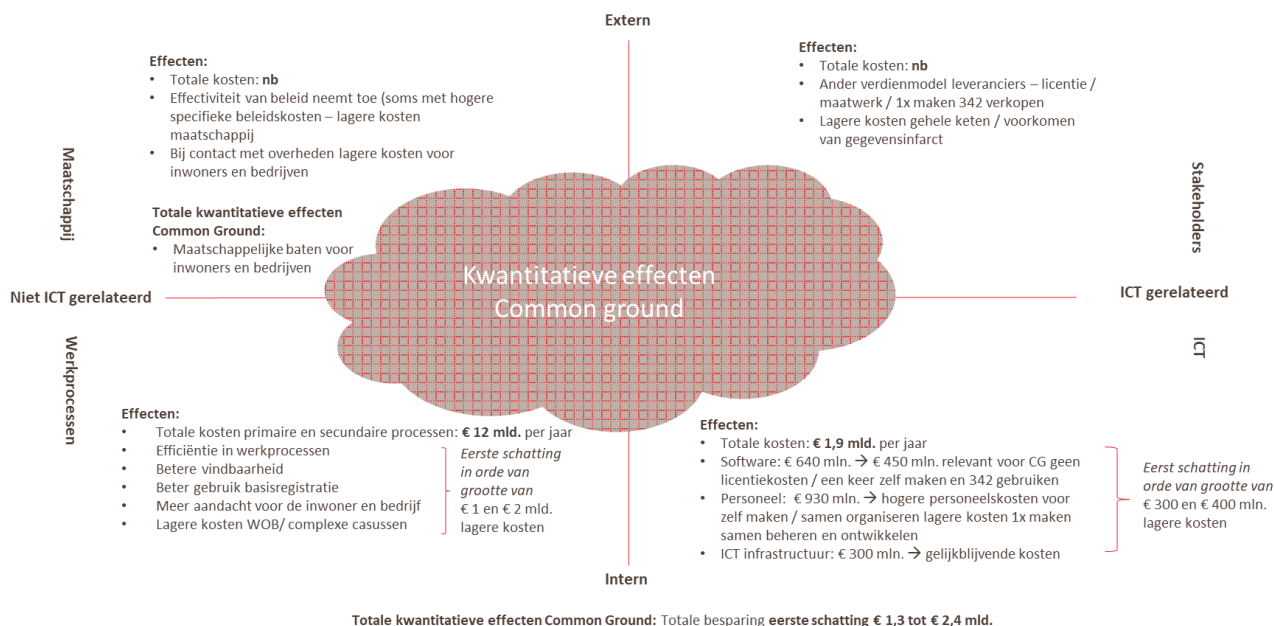 Extern
Effecten:
• Totale kosten: nb
• Effectiviteit van beleid neemt toe (soms met hogere
specifieke beleidskosten – lagere kosten
maatschappij
• Bij contact met overheden lagere kosten voor
inwoners en bedrijven
Effecten:
• Totale kosten: nb
• Ander verdienmodel leveranciers – licentie /
maatwerk / 1x maken 342 verkopen
• Lagere kosten gehele keten / voorkomen
van gegevensinfarct
Maatschappij
Stakeholders
Totale kwantitatieve effecten
Common Ground:
• Maatschappelijke baten voor
inwoners en bedrijven
Kwantitatieve effecten
Common ground
Niet ICT gerelateerd
ICT gerelateerd
Werkprocessen
ICT
Effecten:
• Totale kosten primaire en secundaire processen: € 12 mld. per jaar
• Efficiëntie in werkprocessen
• Betere vindbaarheid
• Beter gebruik basisregistratie
• Meer aandacht voor de inwoner en bedrijf
• Lagere kosten WOB/ complexe casussen
Eerste schatting
in orde van
grootte van
€ 1 en € 2 mld.
lagere kosten
Effecten:
• Totale kosten: € 1,9 mld. per jaar
• Software: € 640 mln. → € 450 mln. relevant voor CG geen
licentiekosten / een keer zelf maken en 342 gebruiken
• Personeel: € 930 mln. → hogere personeelskosten voor
zelf maken / samen organiseren lagere kosten 1x maken
samen beheren en ontwikkelen
• ICT infrastructuur: € 300 mln. → gelijkblijvende kosten
Eerst schatting in
orde van grootte van
€ 300 en € 400 mln.
lagere kosten
Intern
Totale kwantitatieve effecten Common Ground: Totale besparing eerste schatting € 1,3 tot € 2,4 mld.